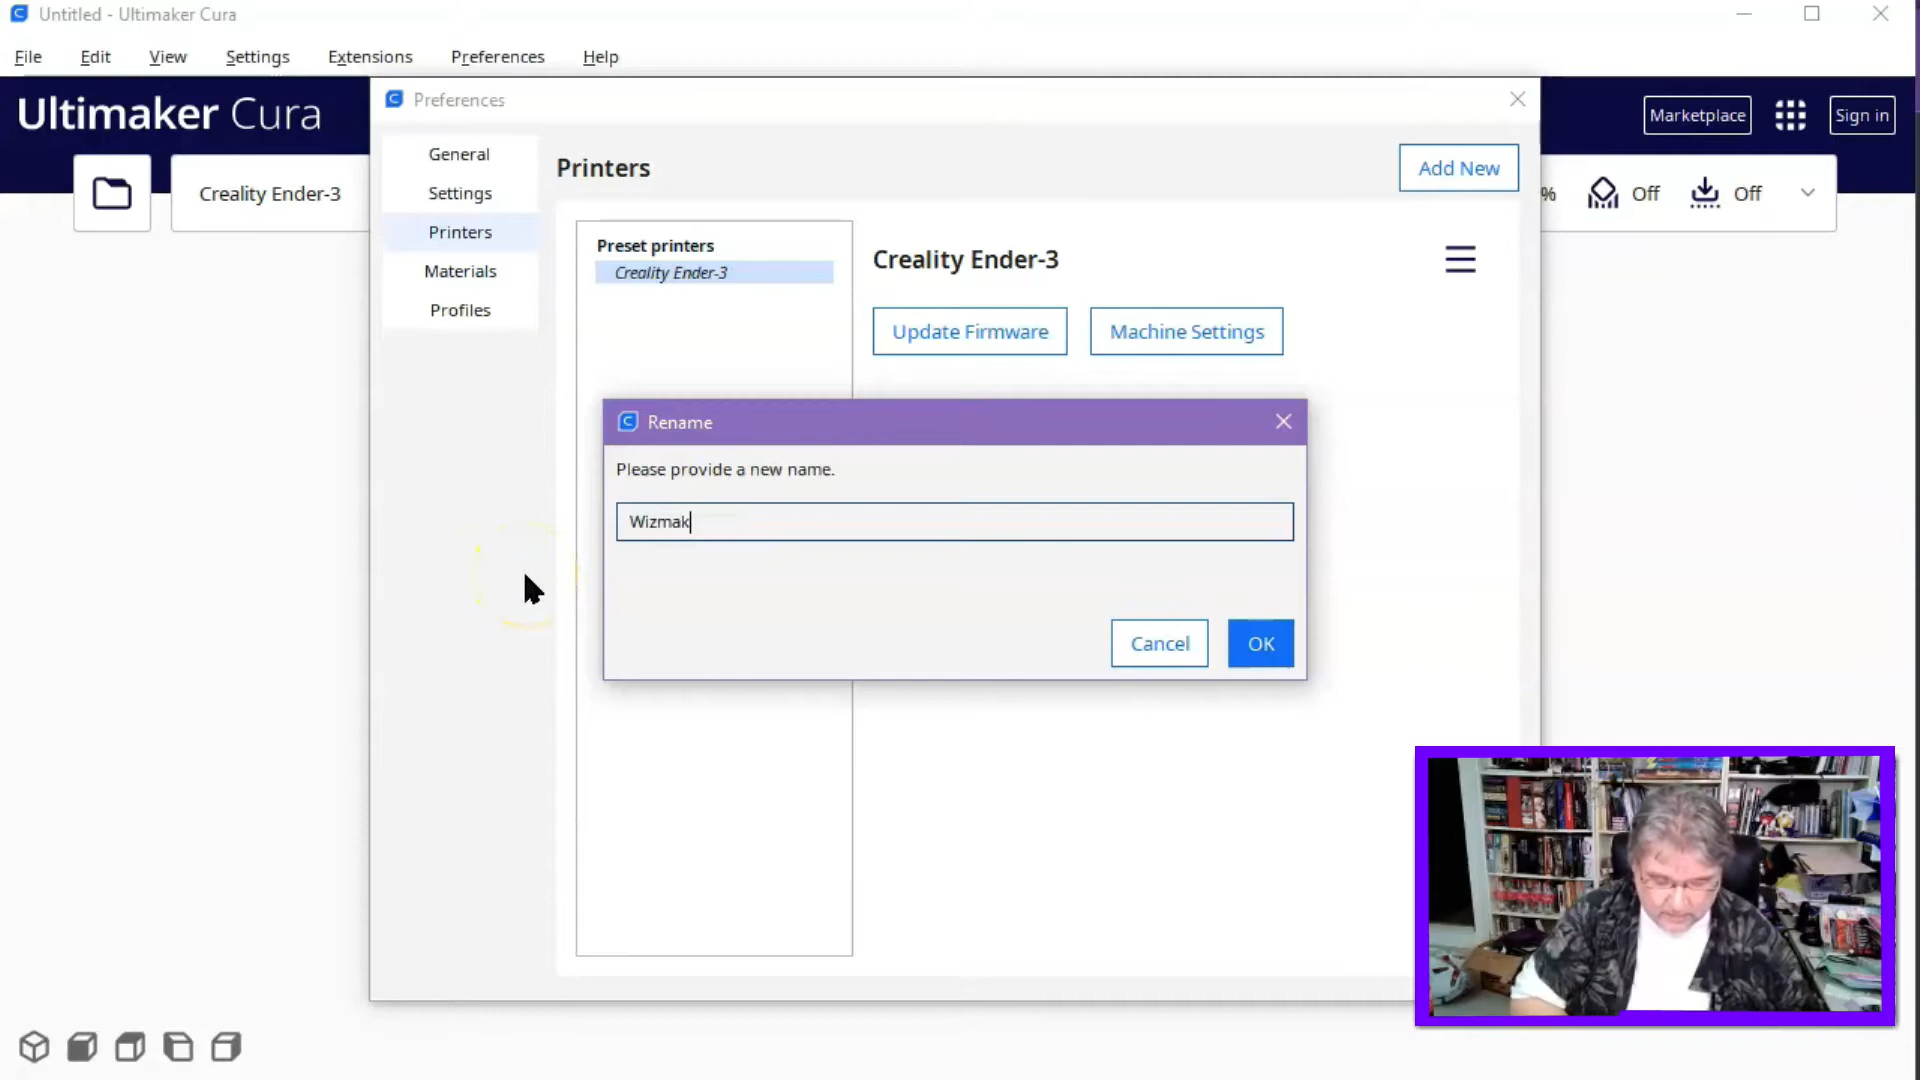 Untitled - Ultimaker Cura
File Edit View Settings Extensions Preferences Help
Ultimaker Cura
Preferences
Marketplace
Sign in
Creality Ender-3
% Off Off
General
Settings
Printers
Materials
Profiles
Printers
Add New
Preset printers
Creality Ender-3
Creality Ender-3
Update Firmware
Machine Settings
Rename
Please provide a new name.
Wizmak
Cancel
OK